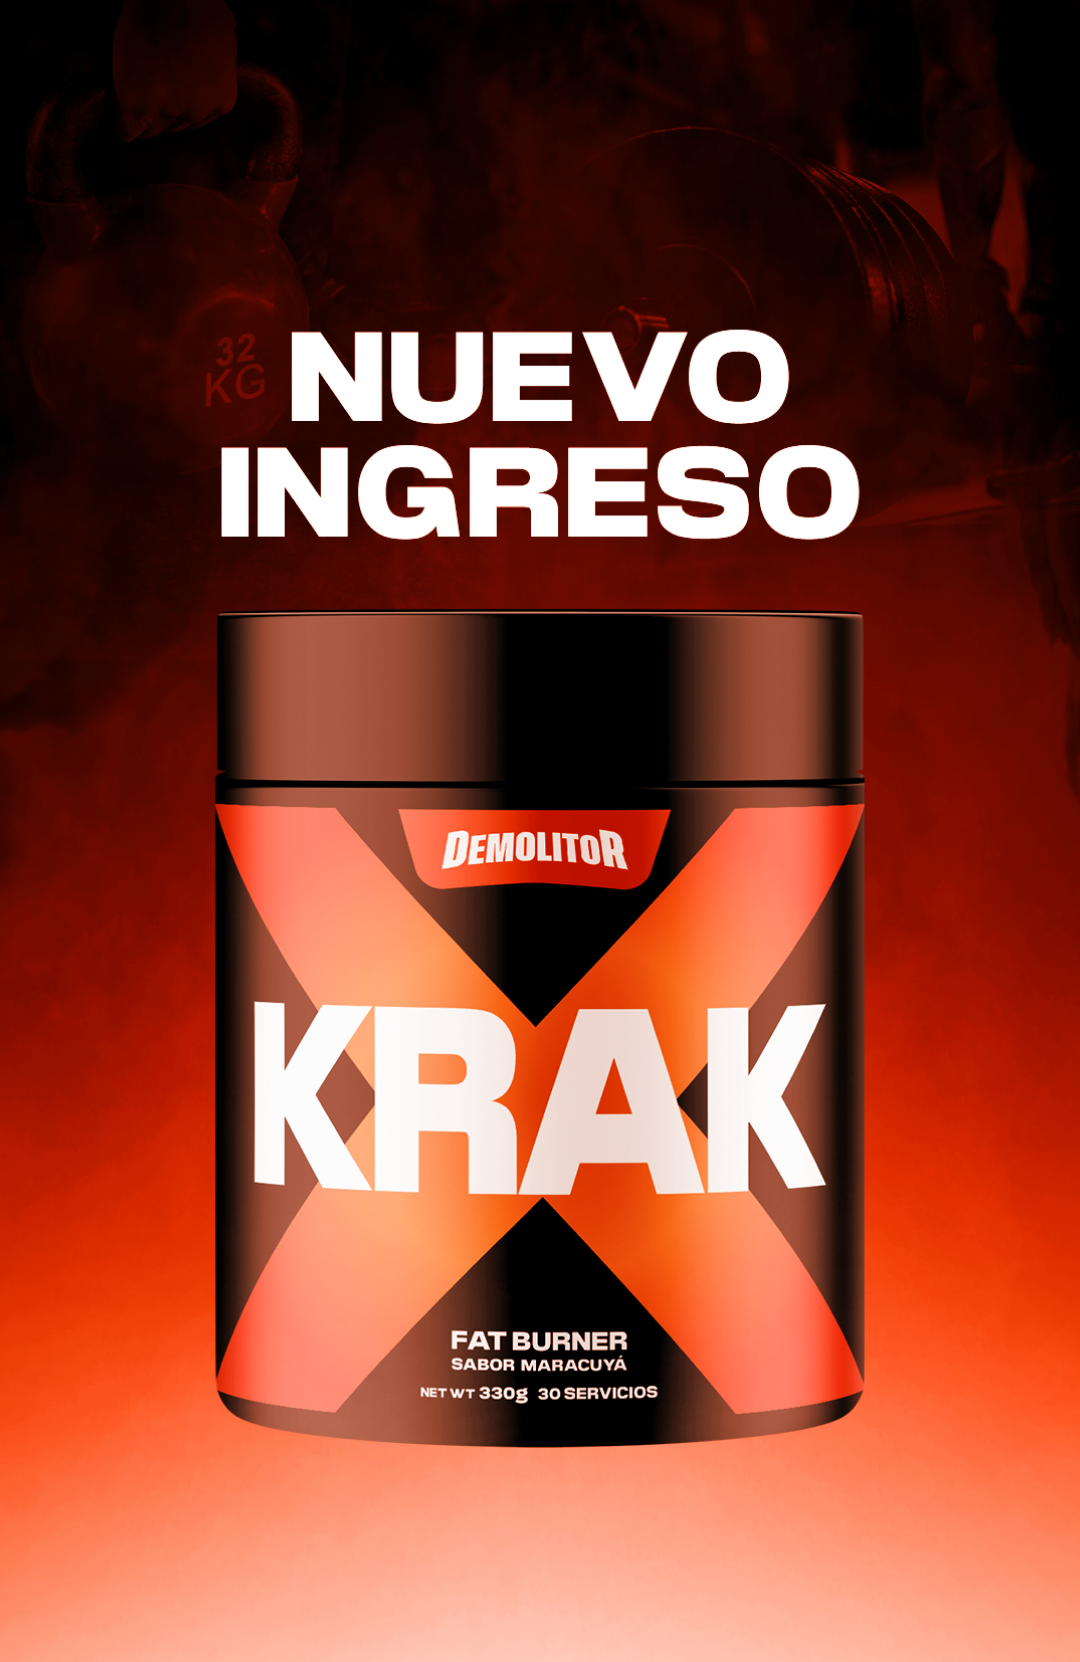 32
KG
NUEVO
INGRESO
DEMOLITOR
KRAK
FAT BURNER
SABOR MARACUYÁ
NET WT 330g 30 SERVICIOS